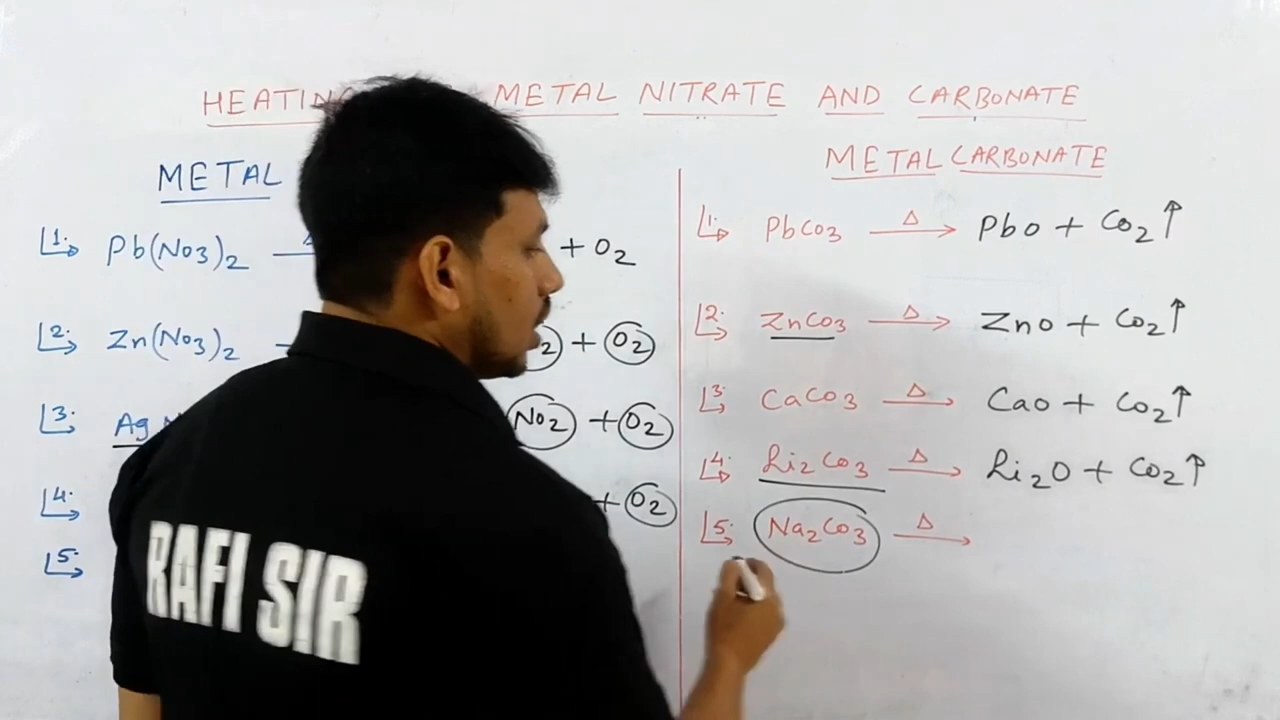 HEATING METAL NITRATE AND CARBONATE
METAL
1. Pb(No3)2 + O2
2. Zn(No3)2 + O2
3. Ag NO2 + O2
4. + O2
5.
METAL CARBONATE
1. PbCo3 —Δ→ Pbo + Co2↑
2. ZnCo3 —Δ→ Zno + Co2↑
3. CaCo3 —Δ→ Cao + Co2↑
4. Li2Co3 —Δ→ Li2O + Co2↑
5. Na2Co3 —Δ→
RAFI SIR